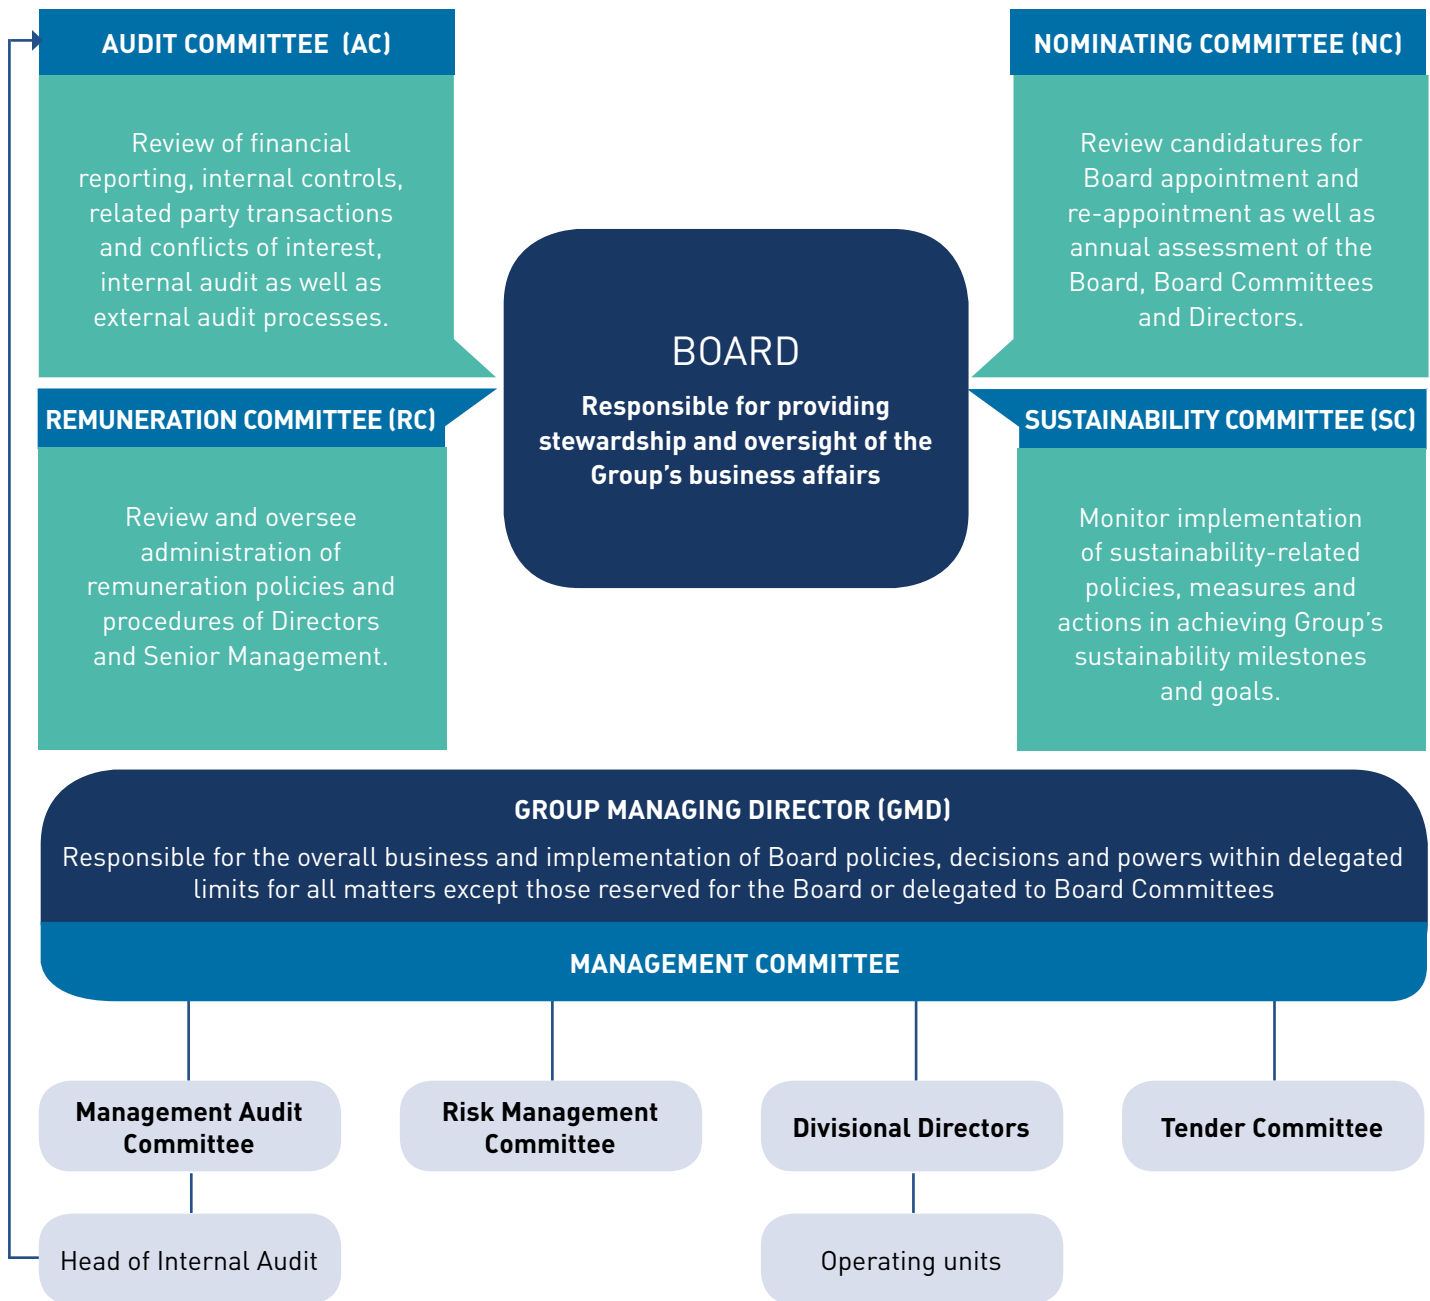 AUDIT COMMITTEE (AC)
Review of financial
reporting, internal controls,
related party transactions
and conflicts of interest,
internal audit as well as
external audit processes.
NOMINATING COMMITTEE (NC)
Review candidatures for
Board appointment and
re-appointment as well as
annual assessment of the
Board, Board Committees
and Directors.
BOARD
Responsible for providing
stewardship and oversight of the
Group’s business affairs
REMUNERATION COMMITTEE (RC)
Review and oversee
administration of
remuneration policies and
procedures of Directors
and Senior Management.
SUSTAINABILITY COMMITTEE (SC)
Monitor implementation
of sustainability-related
policies, measures and
actions in achieving Group’s
sustainability milestones
and goals.
GROUP MANAGING DIRECTOR (GMD)
Responsible for the overall business and implementation of Board policies, decisions and powers within delegated
limits for all matters except those reserved for the Board or delegated to Board Committees
MANAGEMENT COMMITTEE
Management Audit
Committee
Risk Management
Committee
Divisional Directors
Tender Committee
Head of Internal Audit
Operating units